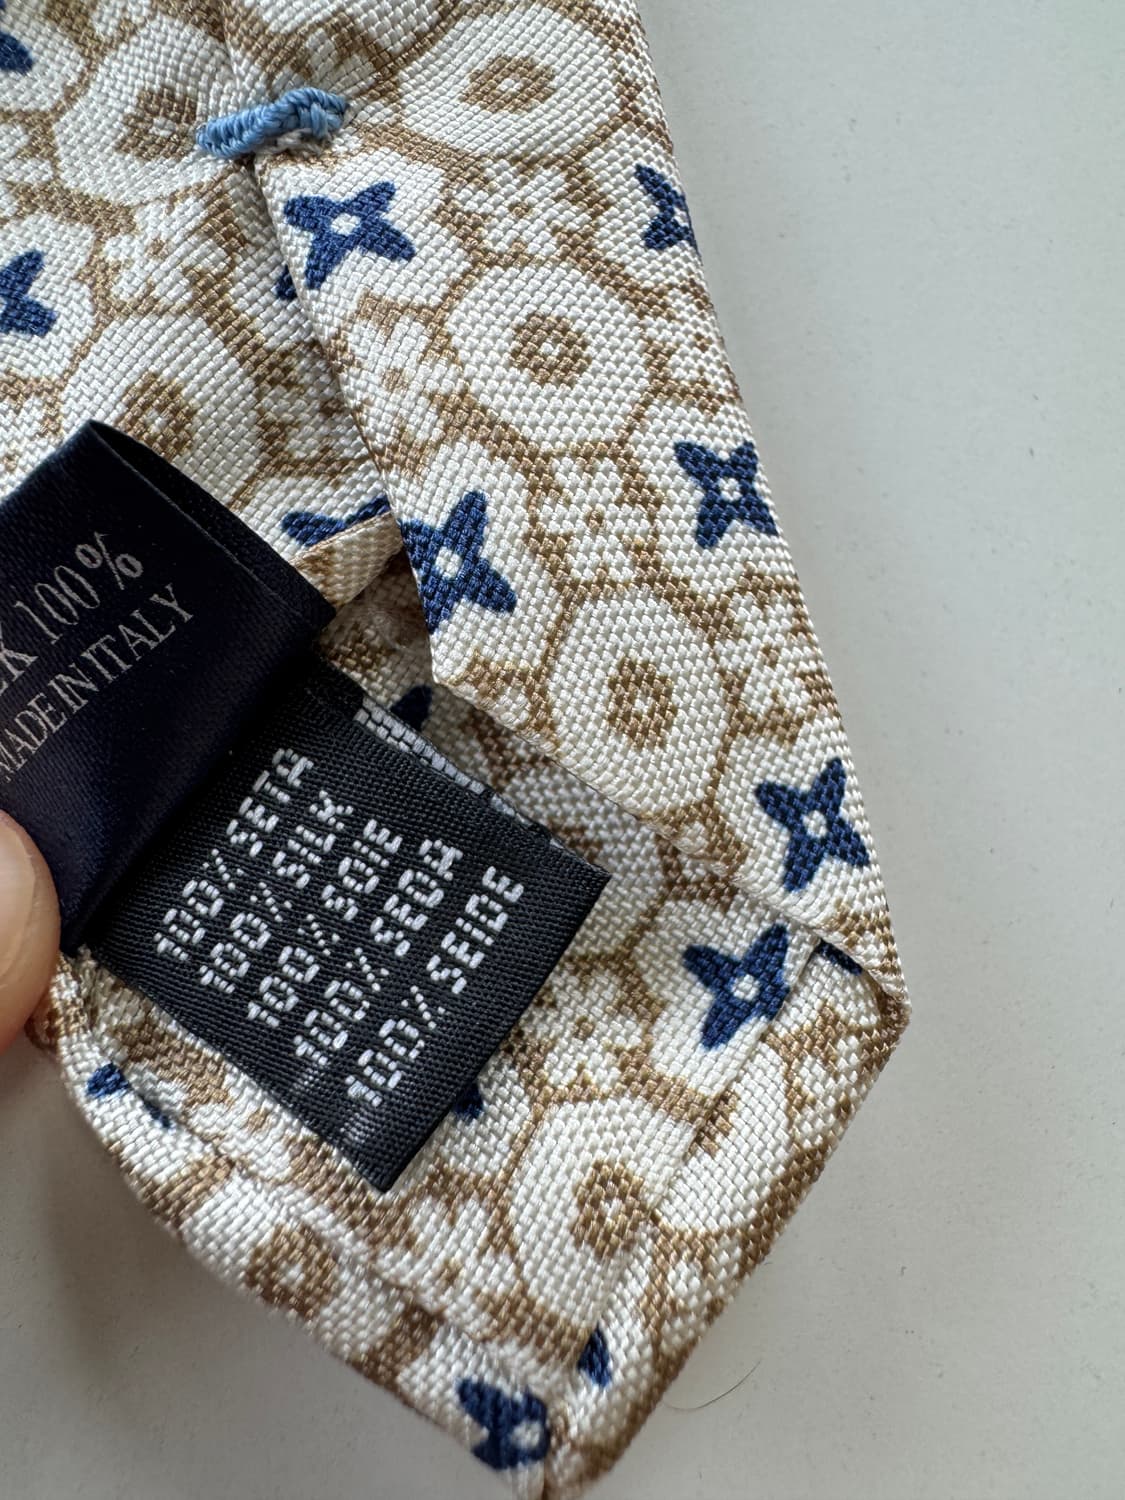 100%
MADE IN ITALY
100% SETA
100% SILK
100% SOIE
100% SEDA
100% SEIDE